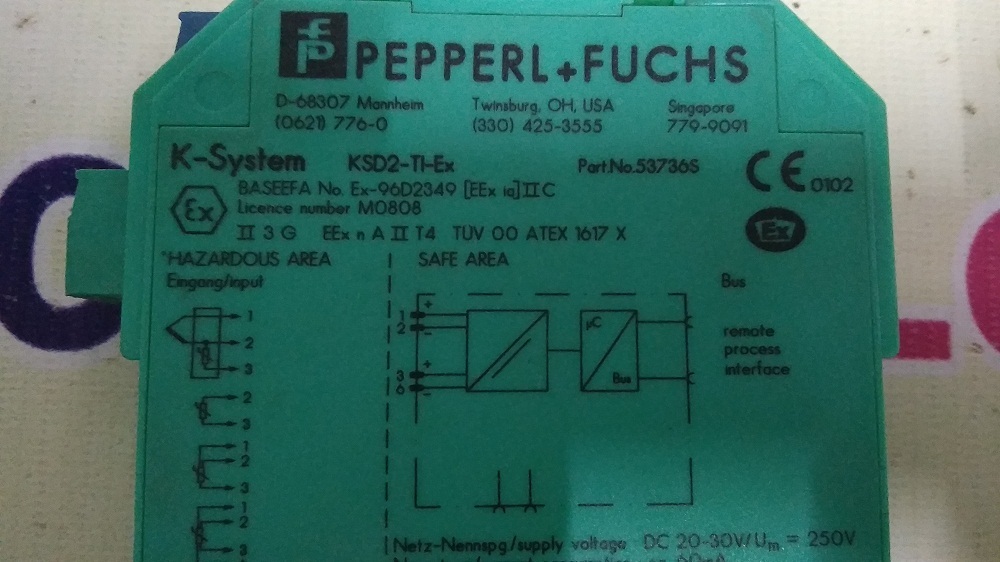 PEPPERL+FUCHS
D-68307 Mannheim Twinsburg, OH, USA Singapore
(0621) 776-0 (330) 425-3555 779-9091
K-System KSD2-TI-Ex Part.No.53736S CE 0102
Ex BASEEFA No. Ex-96D2349 [EEx ia] II C
Licence number M0808
II 3 G EEx n A II T4 TUV 00 ATEX 1617 X Ex
HAZARDOUS AREA SAFE AREA
Eingang/input Bus
1 + 1 µC remote
2 2 - process
3 + 3 interface
6 - Bus
2
3
1
2
3
1
2
3
Netz-Nennspg/supply voltage DC 20-30V/Um = 250V